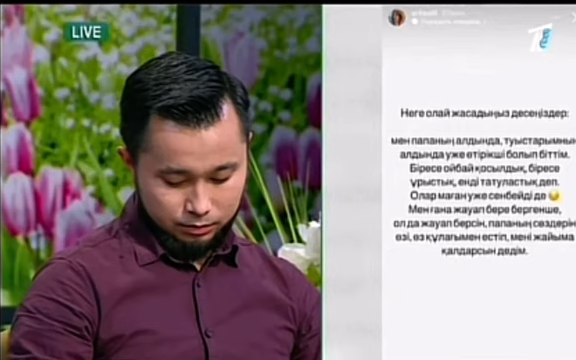 LIVE
Неге олай жасадыңыз десеңіздер:
мен папаның алдында, туыстарымның
алдында уже өтірікші болып біттім.
Біресе ойбай қосылдық, біресе
ұрыстық, енді татуластық деп.
Олар маған уже сенбейді де
Мен ғана жауап бере бергенше,
ол да жауап берсін, папаның сөздерін
өзі, өз құлағымен естіп, мені жайыма
қалдарсын дедім.